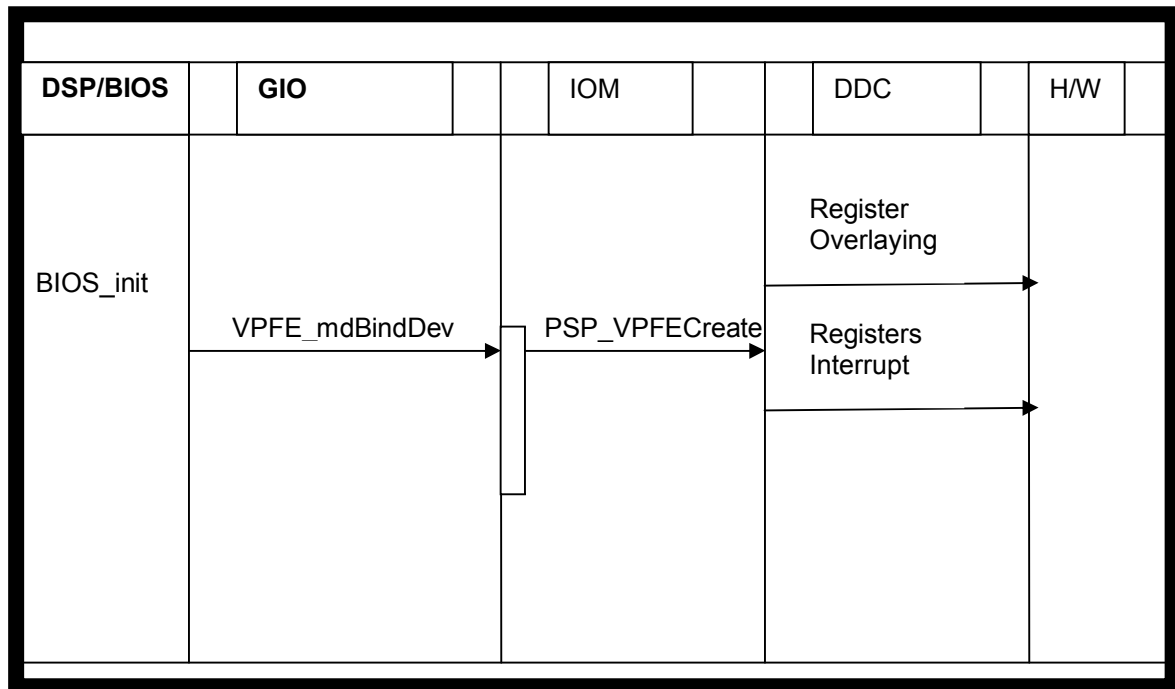 DSP/BIOS
GIO
IOM
DDC
H/W
Register
Overlaying
BIOS_init
VPFE_mdBindDev
PSP_VPFECreate
Registers
Interrupt